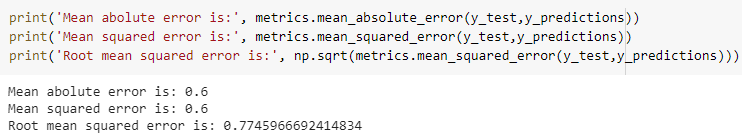 print('Mean abolute error is:', metrics.mean_absolute_error(y_test,y_predictions))
print('Mean squared error is:', metrics.mean_squared_error(y_test,y_predictions))
print('Root mean squared error is:', np.sqrt(metrics.mean_squared_error(y_test,y_predictions)))
Mean abolute error is: 0.6
Mean squared error is: 0.6
Root mean squared error is: 0.7745966692414834